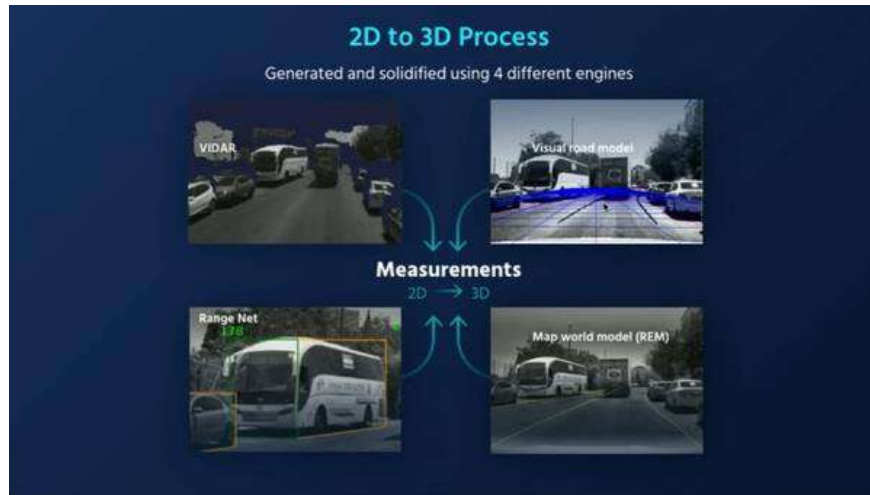 2D to 3D Process
Generated and solidified using 4 different engines
VIDAR
Visual road model
Measurements
2D → 3D
Range Net
Map world model (REM)